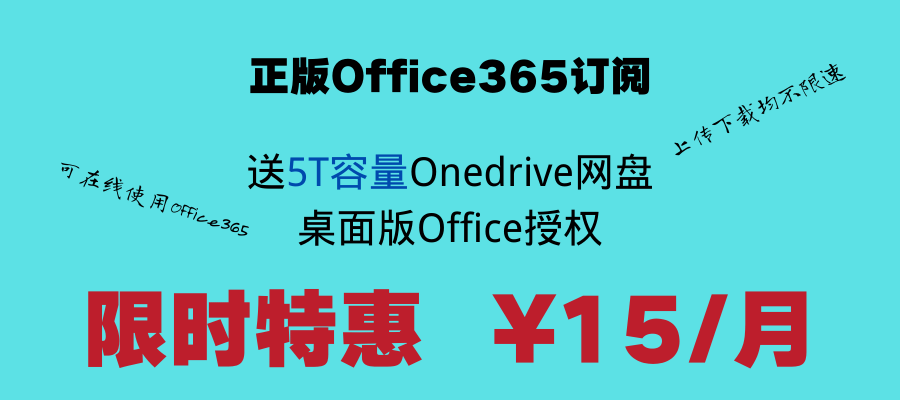 正版Office365订阅
上传下载均不限速
送5T容量Onedrive网盘
可在线使用office365
桌面版Office授权
限时特惠 ¥15/月